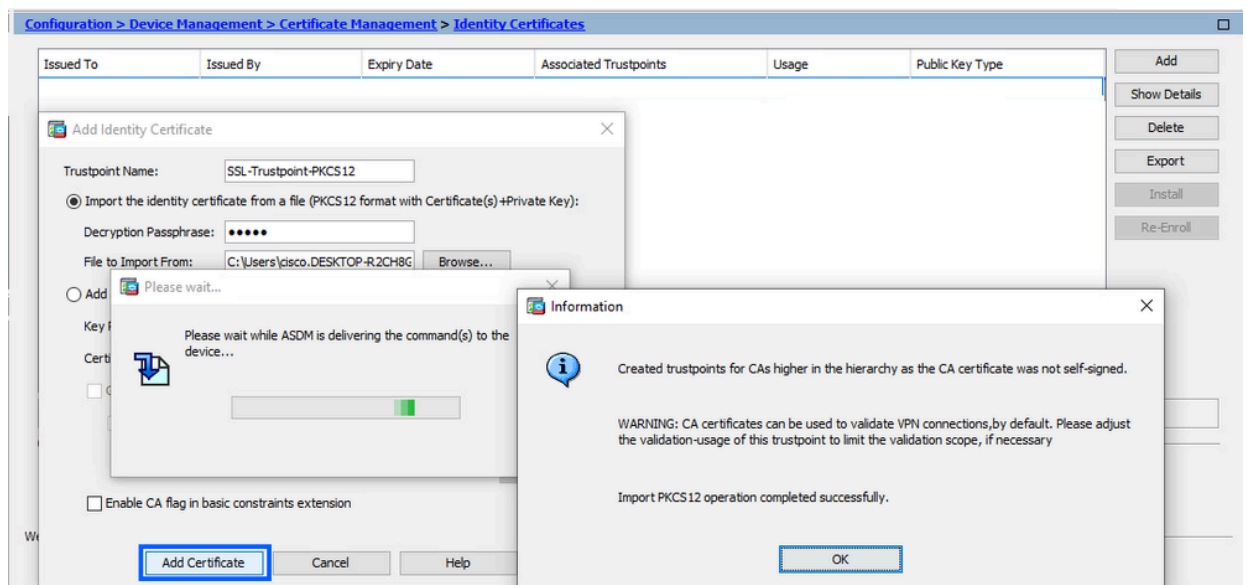 Configuration > Device Management > Certificate Management > Identity Certificates
Issued To Issued By Expiry Date Associated Trustpoints Usage Public Key Type
Add
Show Details
Delete
Export
Install
Re-Enroll
Add Identity Certificate
Trustpoint Name: SSL-Trustpoint-PKCS12
Import the identity certificate from a file (PKCS12 format with Certificate(s)+Private Key):
Decryption Passphrase: •••••
File to Import From: C:\Users\cisco.DESKTOP-R2CH8G Browse...
Add
Key
Certi
Please wait...
Please wait while ASDM is delivering the command(s) to the
device...
Enable CA flag in basic constraints extension
Add Certificate Cancel Help
Information
Created trustpoints for CAs higher in the hierarchy as the CA certificate was not self-signed.
WARNING: CA certificates can be used to validate VPN connections,by default. Please adjust
the validation-usage of this trustpoint to limit the validation scope, if necessary
Import PKCS12 operation completed successfully.
OK